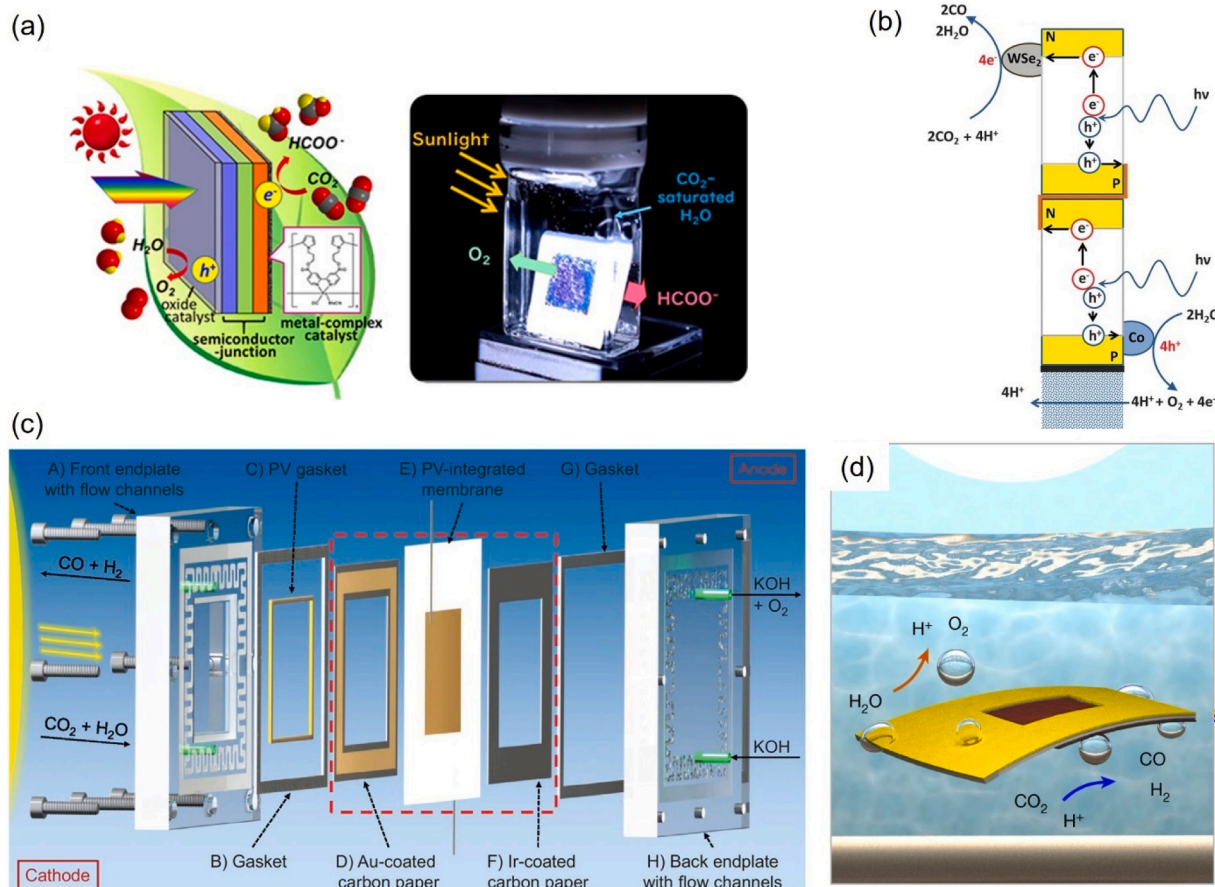 (a)
HCOO⁻
e⁻
CO₂
H₂O
O₂
h⁺
oxide
catalyst
semiconductor
-junction
metal-complex
catalyst
Sunlight
CO₂-
saturated
H₂O
O₂
HCOO⁻
(b)
2CO
2H₂O
4e⁻
WSe₂
2CO₂ + 4H⁺
N
e⁻
e⁻
h⁺
h⁺
hν
P
N
e⁻
e⁻
h⁺
h⁺
hν
Co
4h⁺
2H₂O
P
4H⁺
4H⁺ + O₂ + 4e⁻
(c)
A) Front endplate
with flow channels
C) PV gasket
E) PV-integrated
membrane
G) Gasket
Anode
CO + H₂
CO₂ + H₂O
KOH
+ O₂
KOH
Cathode
B) Gasket
D) Au-coated
carbon paper
F) Ir-coated
carbon paper
H) Back endplate
with flow channels
(d)
H⁺
O₂
H₂O
CO
H₂
CO₂
H⁺